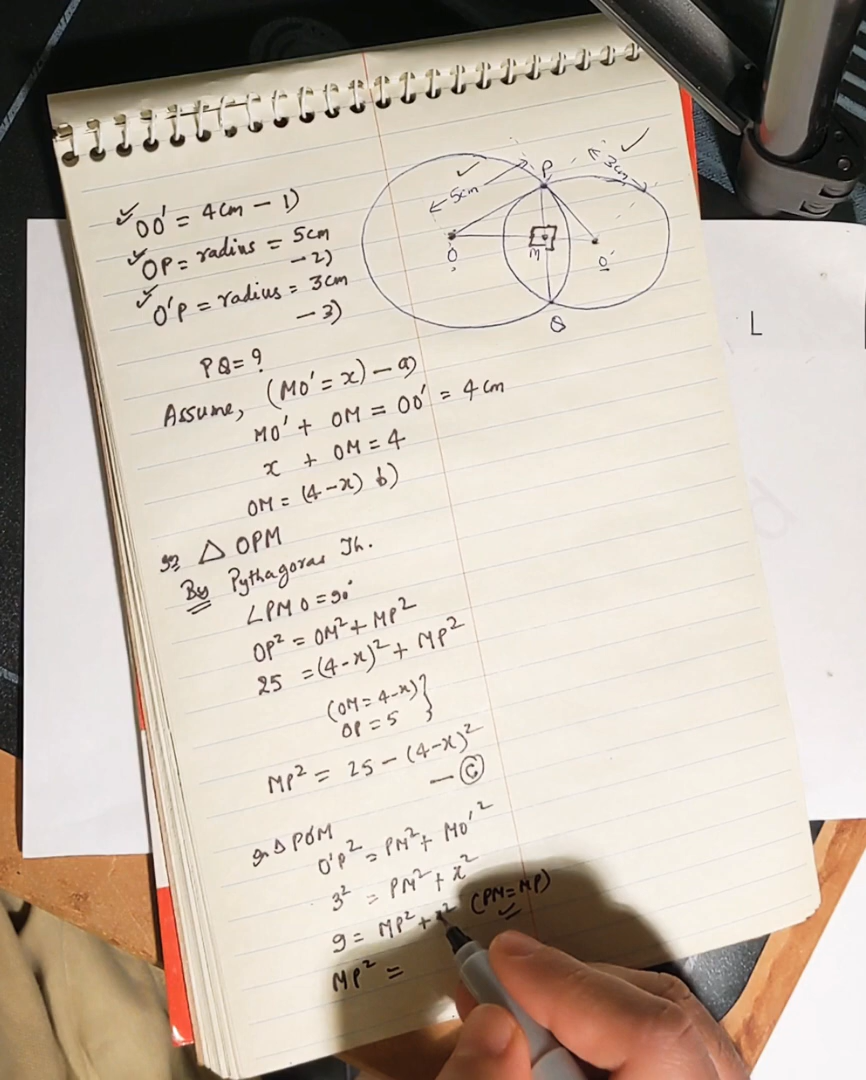 OO' = 4cm - 1)
OP = radius = 5cm
- 2)
O'P = radius = 3cm
- 3)
5cm
P
3cm
O
M
O'
Q
PQ = ?
Assume, (MO' = x) - a)
MO' + OM = OO' = 4cm
x + OM = 4
OM = (4-x) b)
In △ OPM
By Pythagoras Th.
∠PMO = 90°
OP² = OM² + MP²
25 = (4-x)² + MP²
(OM = 4-x)
OP = 5 }
MP² = 25 - (4-x)²
- C
In △ PO'M
O'P² = PM² + MO'²
3² = PM² + x²
9 = MP² + x² (PM = MP)
MP² =
L